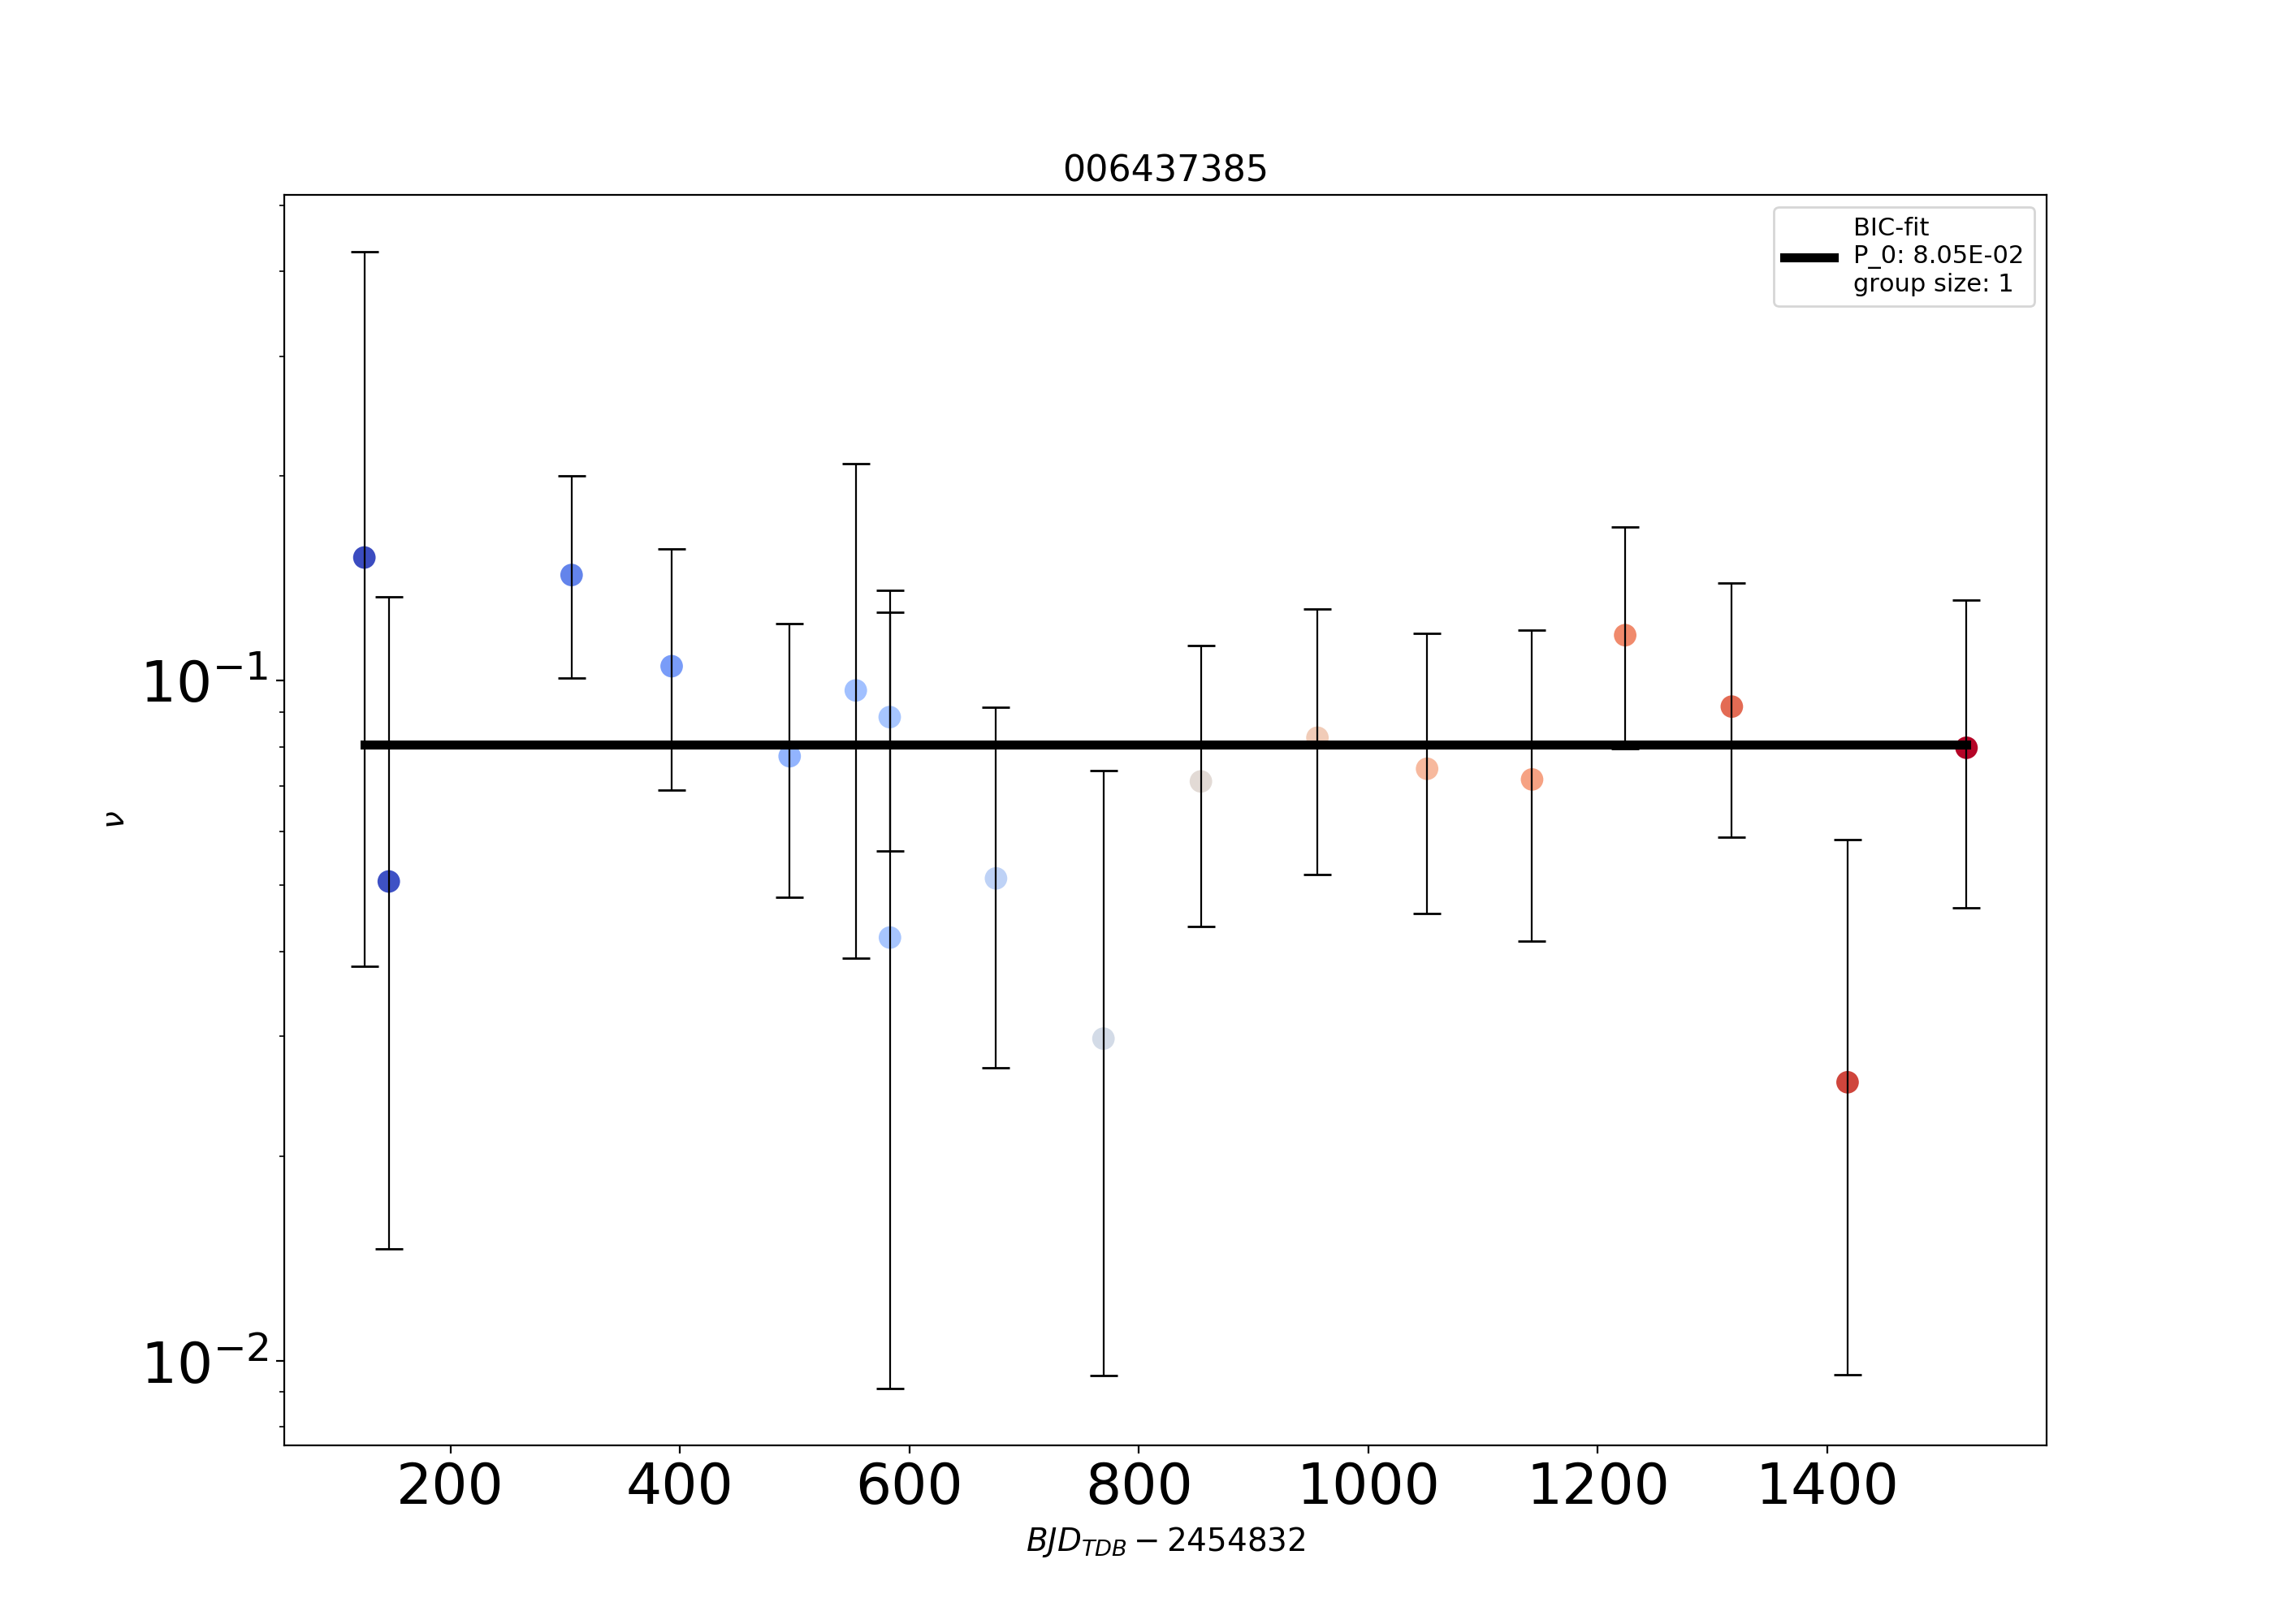 006437385
BIC-fit
P_0: 8.05E-02
group size: 1
10⁻¹
10⁻²
ν
200 400 600 800 1000 1200 1400
BJD_TDB − 2454832